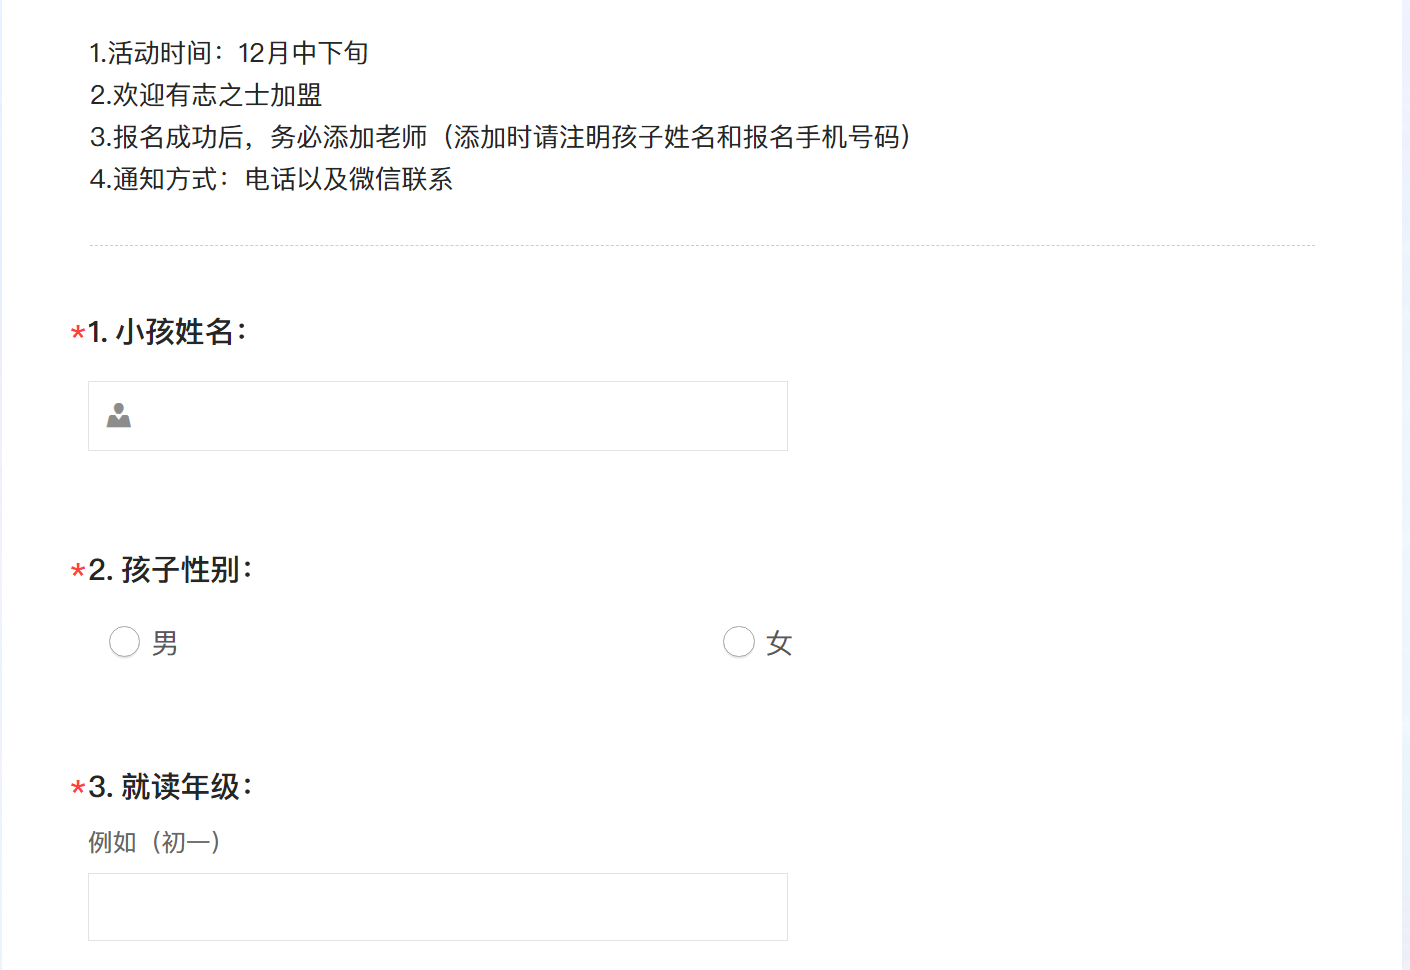 1.活动时间：12月中下旬
2.欢迎有志之士加盟
3.报名成功后，务必添加老师（添加时请注明孩子姓名和报名手机号码）
4.通知方式：电话以及微信联系
*1. 小孩姓名：
*2. 孩子性别：
男 女
*3. 就读年级：
例如（初一）